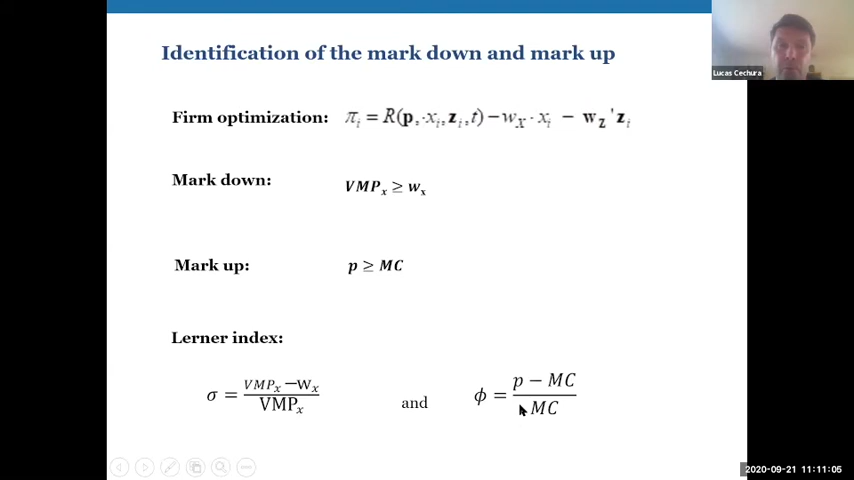 Identification of the mark down and mark up
Lucas Cechura
Firm optimization: πᵢ = R(p,·xᵢ,zᵢ,t) − w_X · xᵢ − w_Z'zᵢ
Mark down: VMPₓ ≥ wₓ
Mark up: p ≥ MC
Lerner index:
σ = (VMPₓ − wₓ) / VMPₓ and ϕ = (p − MC) / MC
2020-09-21 11:11:05